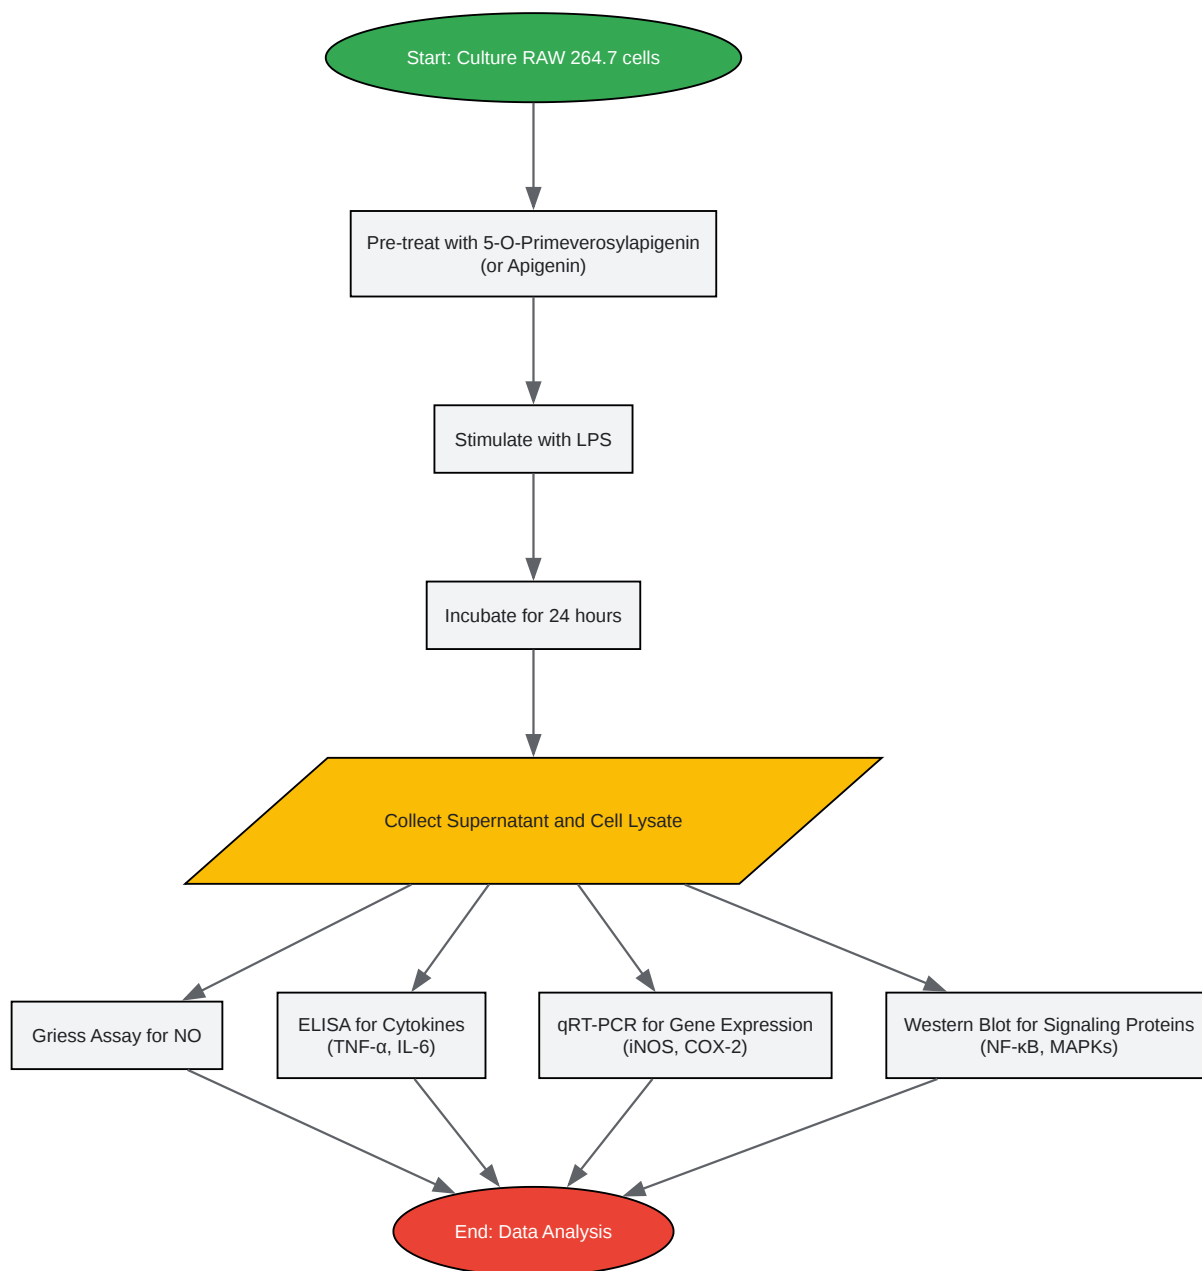 Start: Culture RAW 264.7 cells
Pre-treat with 5-O-Primeverosylapigenin
(or Apigenin)
Stimulate with LPS
Incubate for 24 hours
Collect Supernatant and Cell Lysate
Griess Assay for NO
ELISA for Cytokines
(TNF-α, IL-6)
qRT-PCR for Gene Expression
(iNOS, COX-2)
Western Blot for Signaling Proteins
(NF-κB, MAPKs)
End: Data Analysis